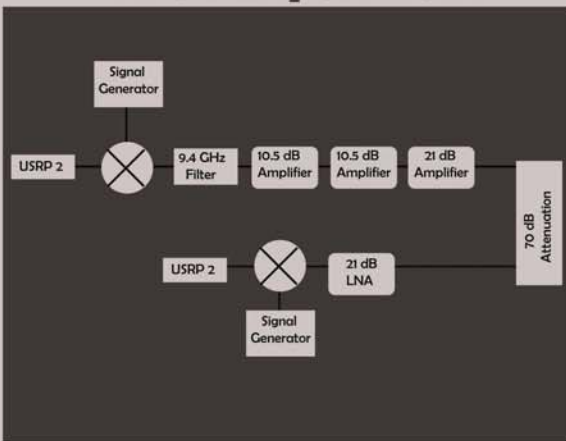 Signal
Generator
USRP 2
9.4 GHz
Filter
10.5 dB
Amplifier
10.5 dB
Amplifier
21 dB
Amplifier
70 dB
Attenuation
USRP 2
21 dB
LNA
Signal
Generator